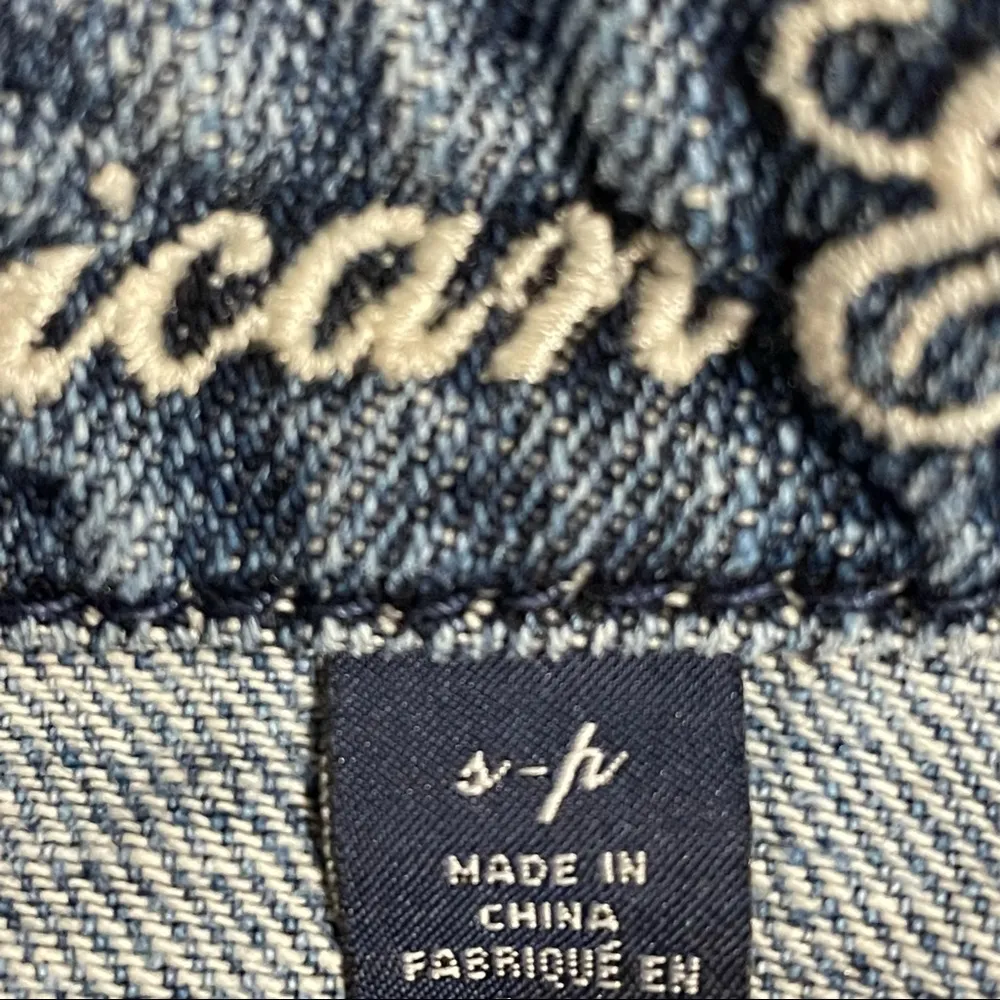 ican E
s-p
MADE IN
CHINA
FABRIQUÉ EN